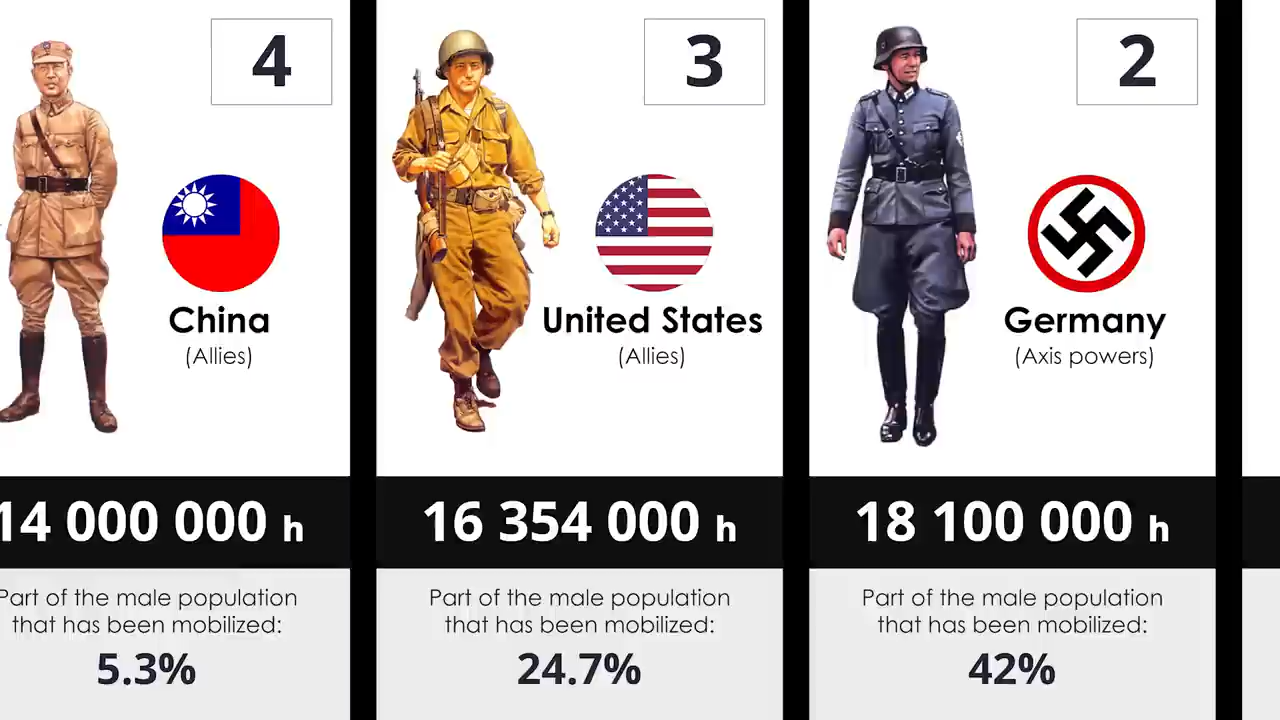 4
China
(Allies)
14 000 000 h
Part of the male population
that has been mobilized:
5.3%
3
United States
(Allies)
16 354 000 h
Part of the male population
that has been mobilized:
24.7%
2
Germany
(Axis powers)
18 100 000 h
Part of the male population
that has been mobilized:
42%